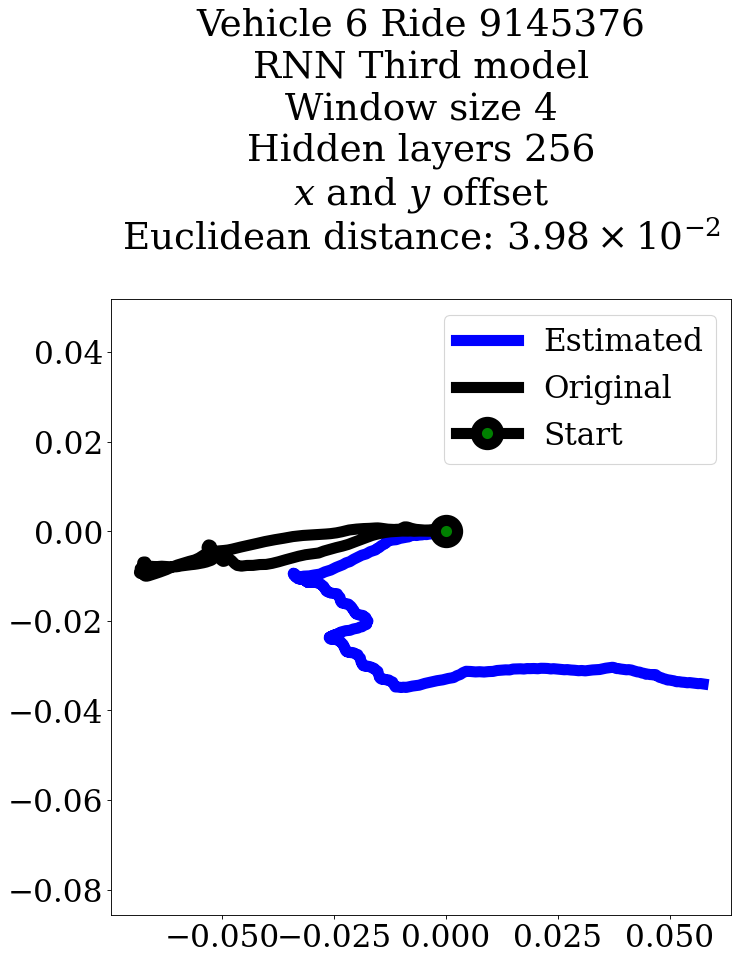 Vehicle 6 Ride 9145376
RNN Third model
Window size 4
Hidden layers 256
x and y offset
Euclidean distance: 3.98 × 10⁻²
Estimated
Original
Start
0.04
0.02
0.00
−0.02
−0.04
−0.06
−0.08
−0.050 −0.025 0.000 0.025 0.050